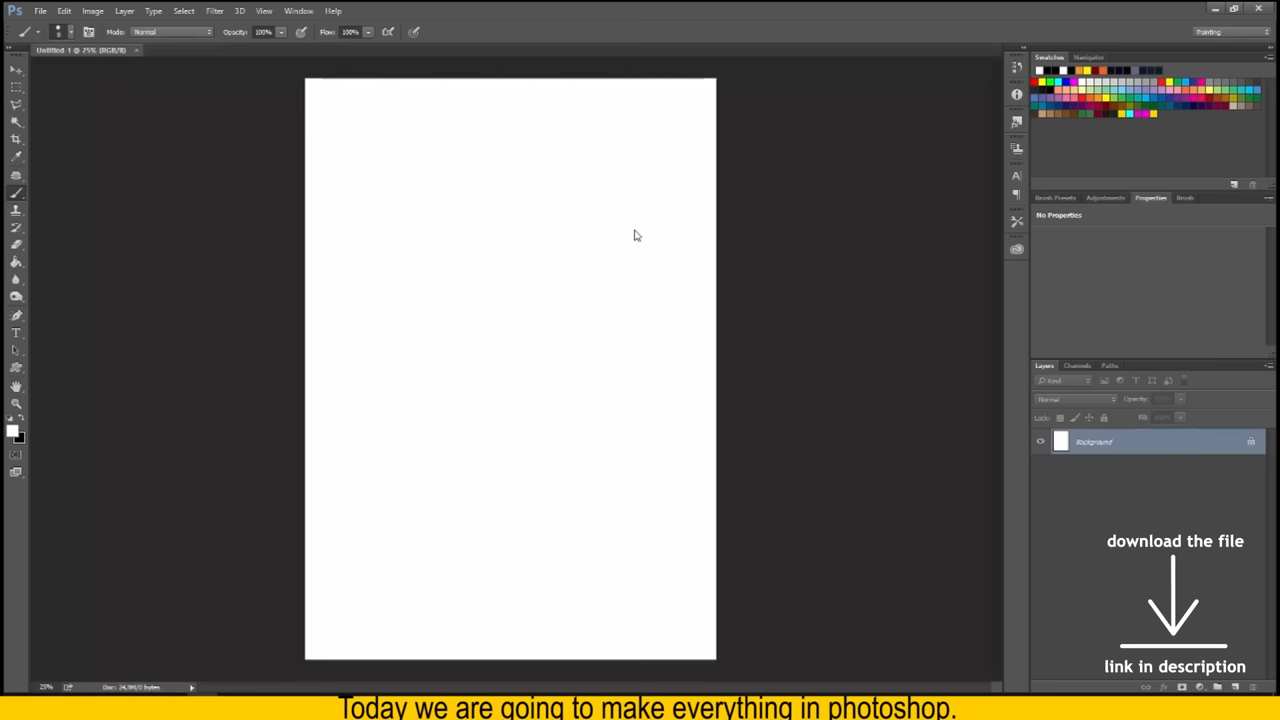 Ps File Edit Image Layer Type Select Filter 3D View Window Help
Mode: Normal Opacity: 100% Flow: 100% Painting
Untitled-1 @ 25% (RGB/8) ×
Swatches Navigator
Brush Presets Adjustments Properties Brush
No Properties
Layers Channels Paths
Kind
Normal Opacity:
Lock: Fill:
Background
download the file
link in description
25% Doc: 24,9M/0 bytes
Today we are going to make everything in photoshop.